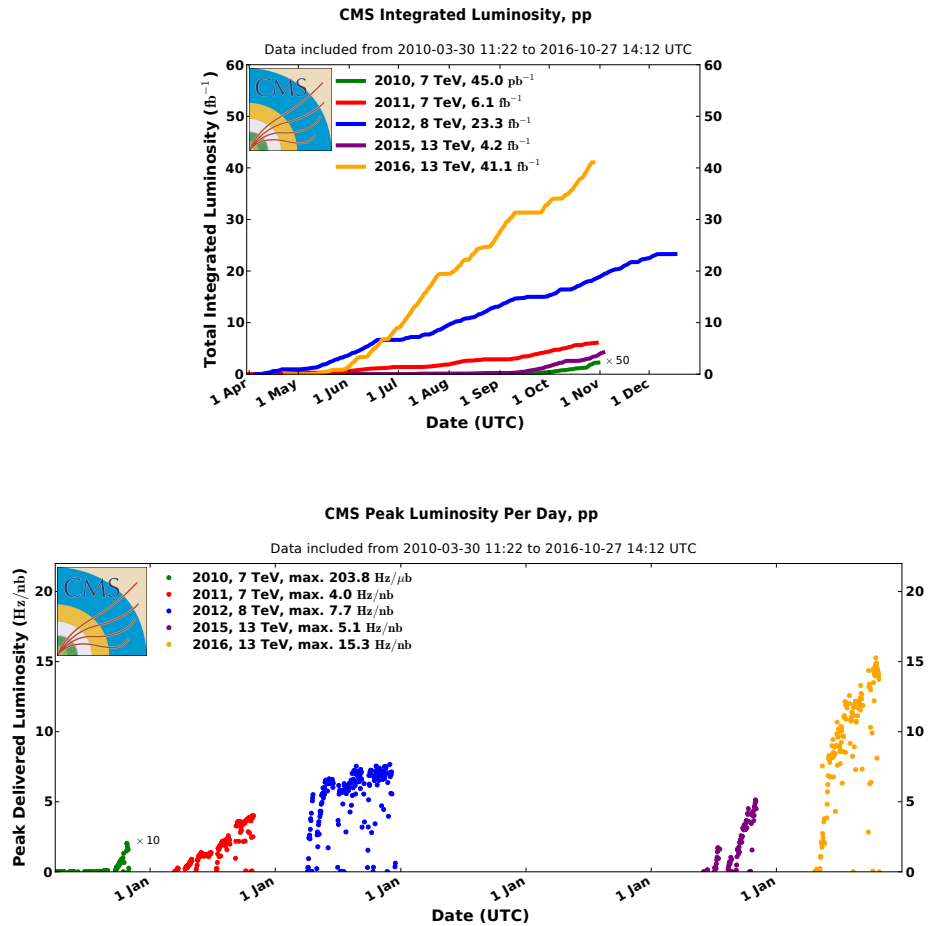 CMS Integrated Luminosity, pp
Data included from 2010-03-30 11:22 to 2016-10-27 14:12 UTC
CMS
2010, 7 TeV, 45.0 pb⁻¹
2011, 7 TeV, 6.1 fb⁻¹
2012, 8 TeV, 23.3 fb⁻¹
2015, 13 TeV, 4.2 fb⁻¹
2016, 13 TeV, 41.1 fb⁻¹
Total Integrated Luminosity (fb⁻¹)
60 60
50 50
40 40
30 30
20 20
10 10
0 0
× 50
1 Apr 1 May 1 Jun 1 Jul 1 Aug 1 Sep 1 Oct 1 Nov 1 Dec
Date (UTC)
CMS Peak Luminosity Per Day, pp
Data included from 2010-03-30 11:22 to 2016-10-27 14:12 UTC
CMS
2010, 7 TeV, max. 203.8 Hz/μb
2011, 7 TeV, max. 4.0 Hz/nb
2012, 8 TeV, max. 7.7 Hz/nb
2015, 13 TeV, max. 5.1 Hz/nb
2016, 13 TeV, max. 15.3 Hz/nb
Peak Delivered Luminosity (Hz/nb)
20 20
15 15
10 10
5 5
0 0
× 10
1 Jan 1 Jan 1 Jan 1 Jan 1 Jan 1 Jan
Date (UTC)